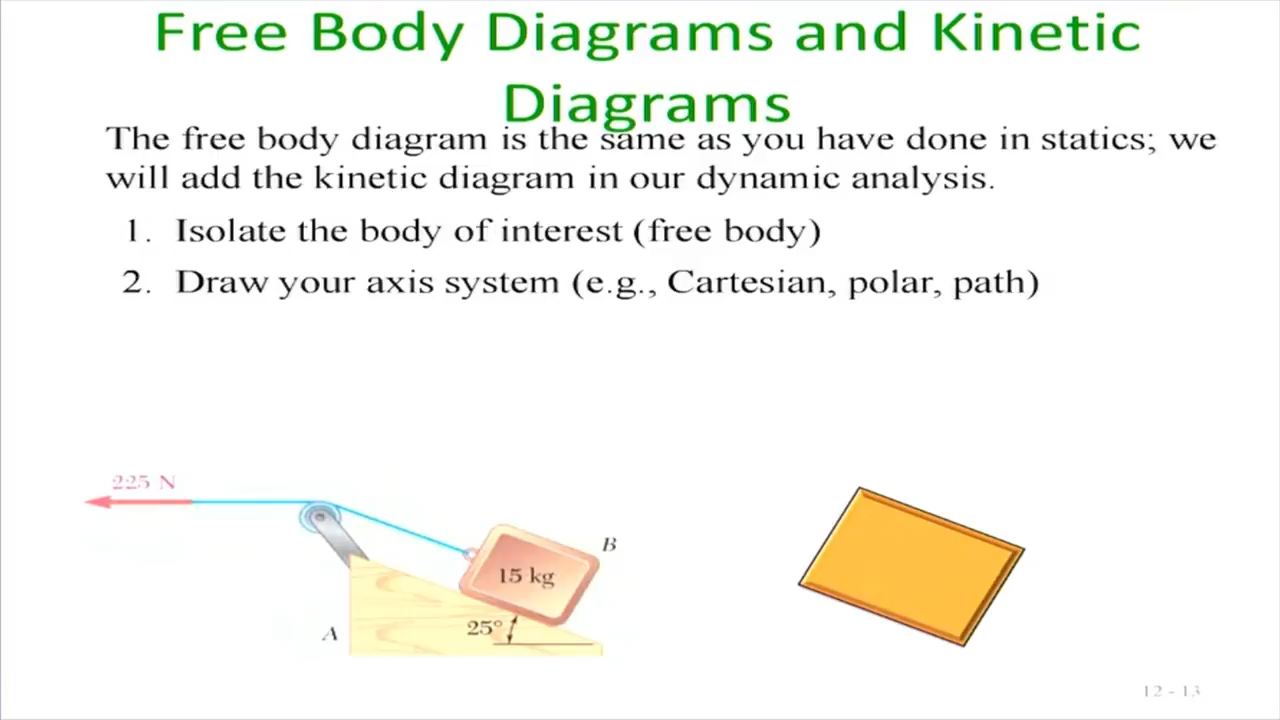 Free Body Diagrams and Kinetic
Diagrams
The free body diagram is the same as you have done in statics; we
will add the kinetic diagram in our dynamic analysis.
1. Isolate the body of interest (free body)
2. Draw your axis system (e.g., Cartesian, polar, path)
225 N
B
15 kg
25°
A
12 - 13